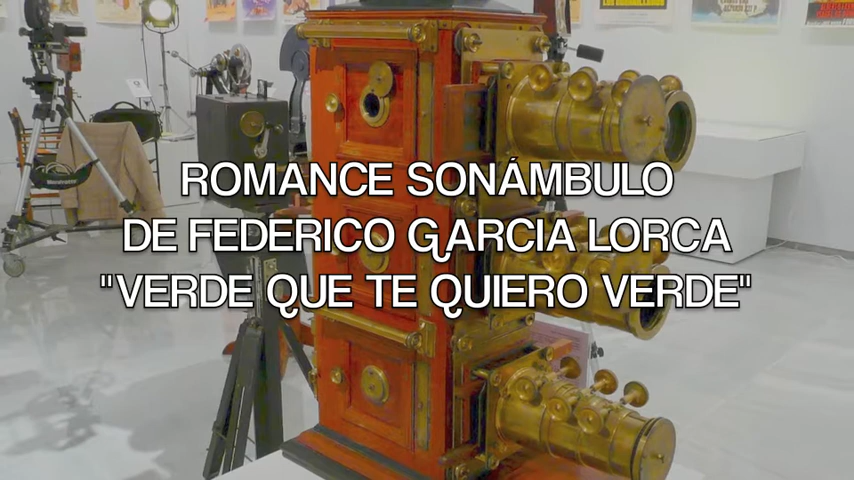 ROMANCE SONÁMBULO
DE FEDERICO GARCIA LORCA
"VERDE QUE TE QUIERO VERDE"